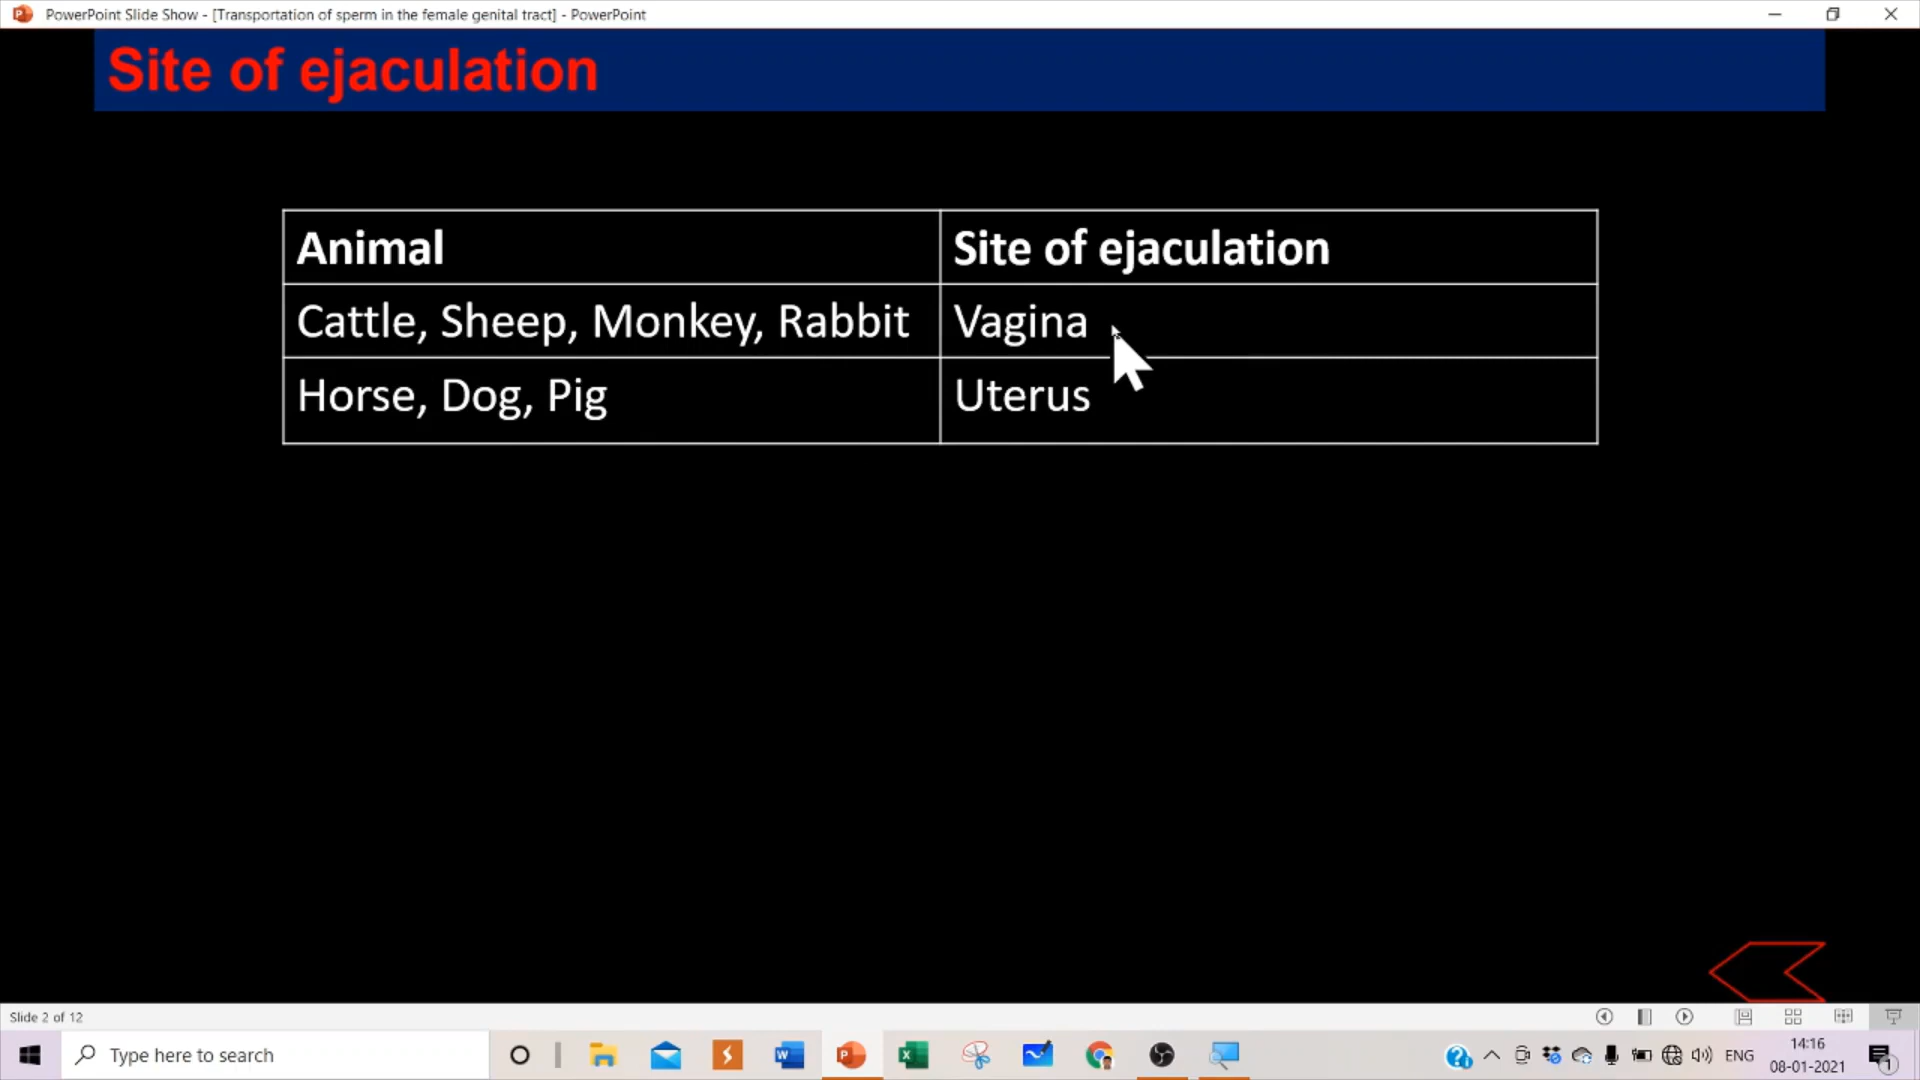 PowerPoint Slide Show - [Transportation of sperm in the female genital tract] - PowerPoint
Site of ejaculation
Animal
Site of ejaculation
Cattle, Sheep, Monkey, Rabbit
Vagina
Horse, Dog, Pig
Uterus
Slide 2 of 12
Type here to search
ENG
14:16
08-01-2021
1